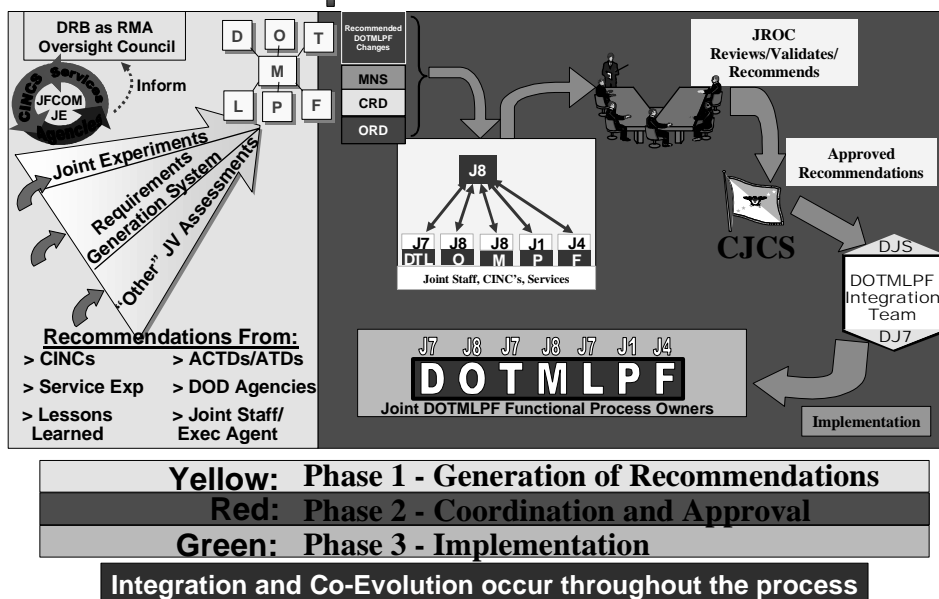 DRB as RMA
Oversight Council
CINCS Services
Agencies
JFCOM
JE
Inform
D O T
M
L P F
Recommended
DOTMLPF
Changes
MNS
CRD
ORD
Joint Experiments
Requirements
Generation System
"Other" JV Assessments
Recommendations From:
> CINCs
> Service Exp
> Lessons
Learned
> ACTDs/ATDs
> DOD Agencies
> Joint Staff/
Exec Agent
J8
J7 J8 J8 J1 J4
DTL O M P F
Joint Staff, CINC's, Services
JROC
Reviews/Validates/
Recommends
Approved
Recommendations
CJCS
DJS
DOTMLPF
Integration
Team
DJ7
J7 J8 J7 J8 J7 J1 J4
D O T M L P F
Joint DOTMLPF Functional Process Owners
Implementation
Yellow: Phase 1 - Generation of Recommendations
Red: Phase 2 - Coordination and Approval
Green: Phase 3 - Implementation
Integration and Co-Evolution occur throughout the process